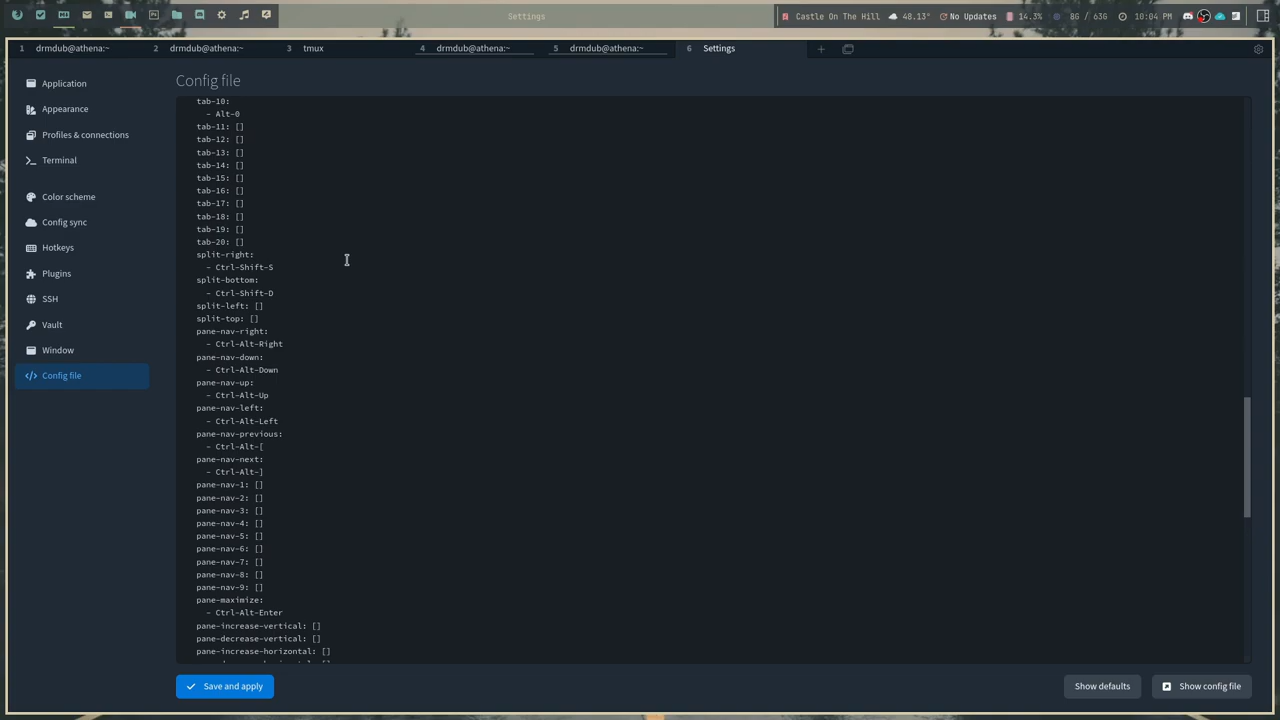 Settings
Castle On The Hill
48.13°
No Updates
14.3%
8G / 63G
10:04 PM
1 drmdub@athena:~
2 drmdub@athena:~
3 tmux
4 drmdub@athena:~
5 drmdub@athena:~
6 Settings
Application
Appearance
Profiles & connections
Terminal
Color scheme
Config sync
Hotkeys
Plugins
SSH
Vault
Window
Config file
Config file
tab-10:
- Alt-0
tab-11: []
tab-12: []
tab-13: []
tab-14: []
tab-15: []
tab-16: []
tab-17: []
tab-18: []
tab-19: []
tab-20: []
split-right:
- Ctrl-Shift-S
split-bottom:
- Ctrl-Shift-D
split-left: []
split-top: []
pane-nav-right:
- Ctrl-Alt-Right
pane-nav-down:
- Ctrl-Alt-Down
pane-nav-up:
- Ctrl-Alt-Up
pane-nav-left:
- Ctrl-Alt-Left
pane-nav-previous:
- Ctrl-Alt-[
pane-nav-next:
- Ctrl-Alt-]
pane-nav-1: []
pane-nav-2: []
pane-nav-3: []
pane-nav-4: []
pane-nav-5: []
pane-nav-6: []
pane-nav-7: []
pane-nav-8: []
pane-nav-9: []
pane-maximize:
- Ctrl-Alt-Enter
pane-increase-vertical: []
pane-decrease-vertical: []
pane-increase-horizontal: []
Save and apply
Show defaults
Show config file